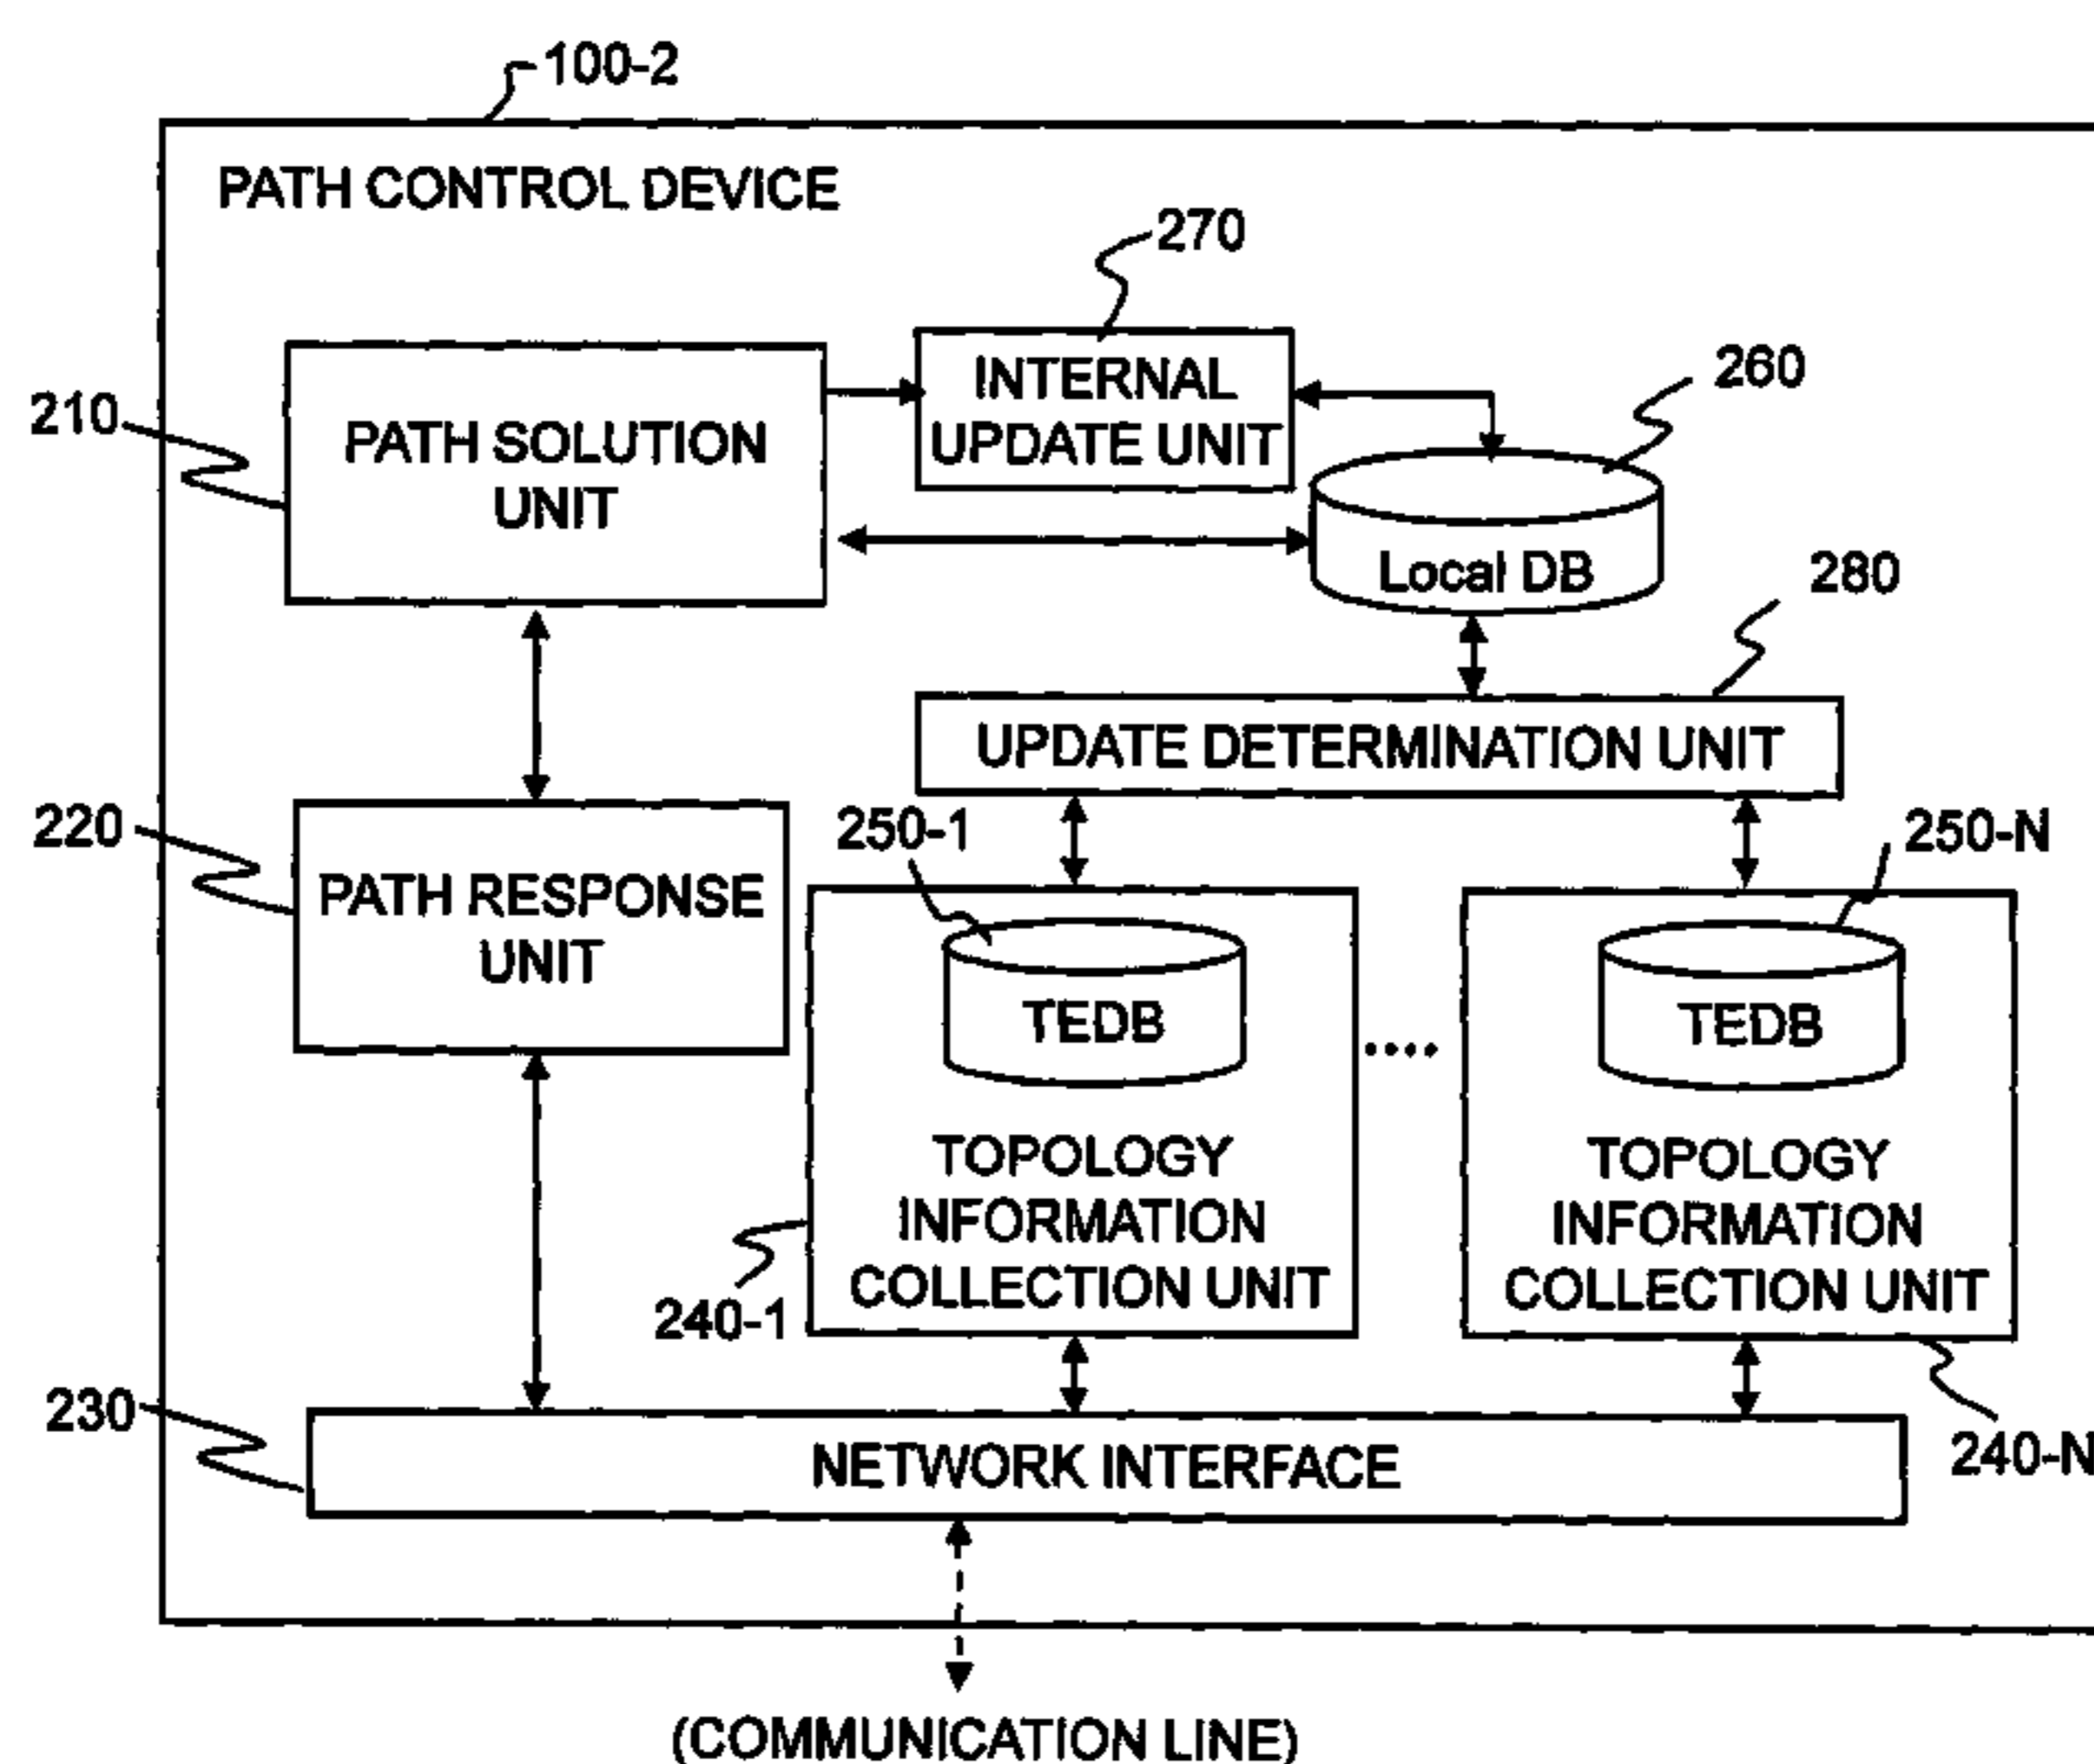 100-2
PATH CONTROL DEVICE
270
INTERNAL
UPDATE UNIT
260
210
PATH SOLUTION
UNIT
Local DB
280
UPDATE DETERMINATION UNIT
220
PATH RESPONSE
UNIT
250-1
250-N
TEDB
....
TEDB
TOPOLOGY
INFORMATION
COLLECTION UNIT
TOPOLOGY
INFORMATION
COLLECTION UNIT
240-1
230
NETWORK INTERFACE
240-N
(COMMUNICATION LINE)